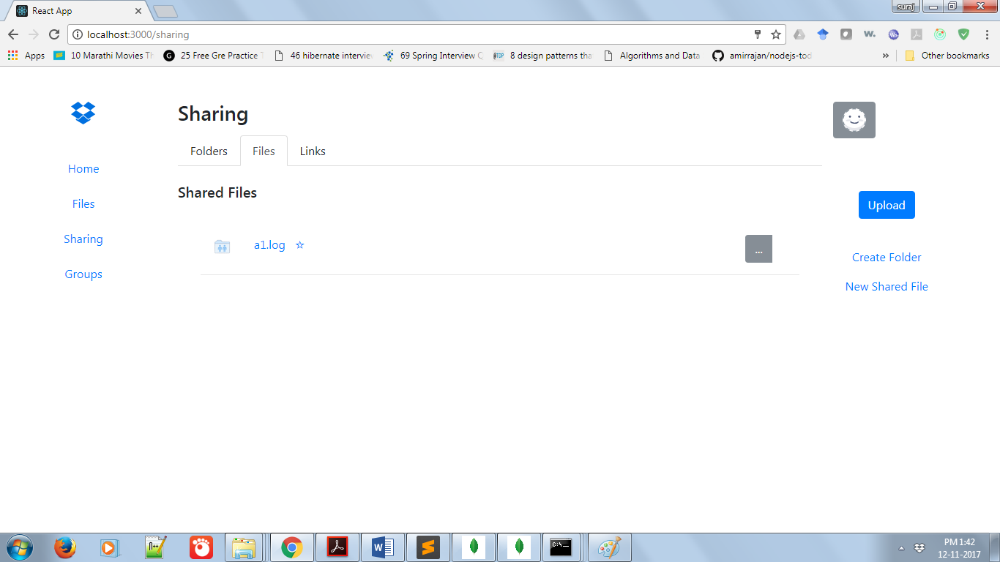 React App
suraj
localhost:3000/sharing
Apps 10 Marathi Movies Th 25 Free Gre Practice T 46 hibernate interview 69 Spring Interview Q 8 design patterns tha Algorithms and Data amirrajan/nodejs-tod » Other bookmarks
Sharing
Folders Files Links
Home
Files
Sharing
Groups
Shared Files
a1.log
...
Upload
Create Folder
New Shared File
PM 1:42
12-11-2017